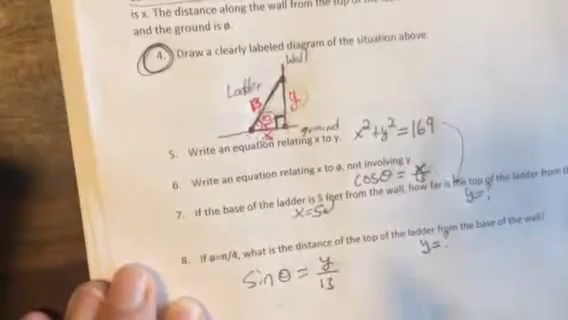 is x. The distance along the wall from the top of the
and the ground is ø.
4. Draw a clearly labeled diagram of the situation above.
Wall
Ladder
13
y
θ
x
ground
5. Write an equation relating x to y. x²+y²=169
6. Write an equation relating x to ø, not involving y
cosθ =
7. If the base of the ladder is 5 feet from the wall, how far is the top of the ladder from
x=5
y=?
8. If ø=π/4, what is the distance of the top of the ladder from the base of the wall?
y=?
sinθ = y/13